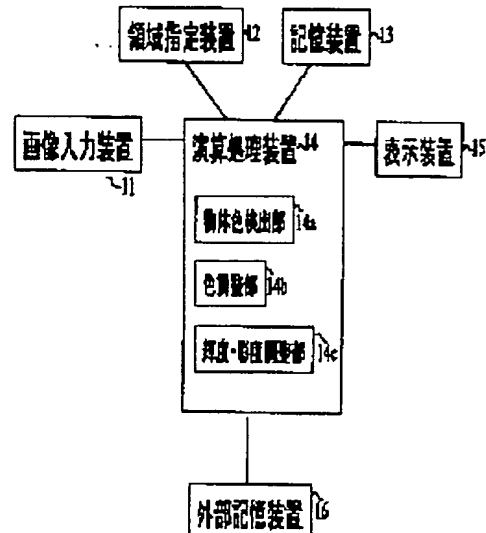 領域指定装置 12
記憶装置 13
画像入力装置
11
演算処理装置 14
表示装置 15
物体色検出部 14a
色調整部 14b
輝度・彩度調整部 14c
外部記憶装置 16